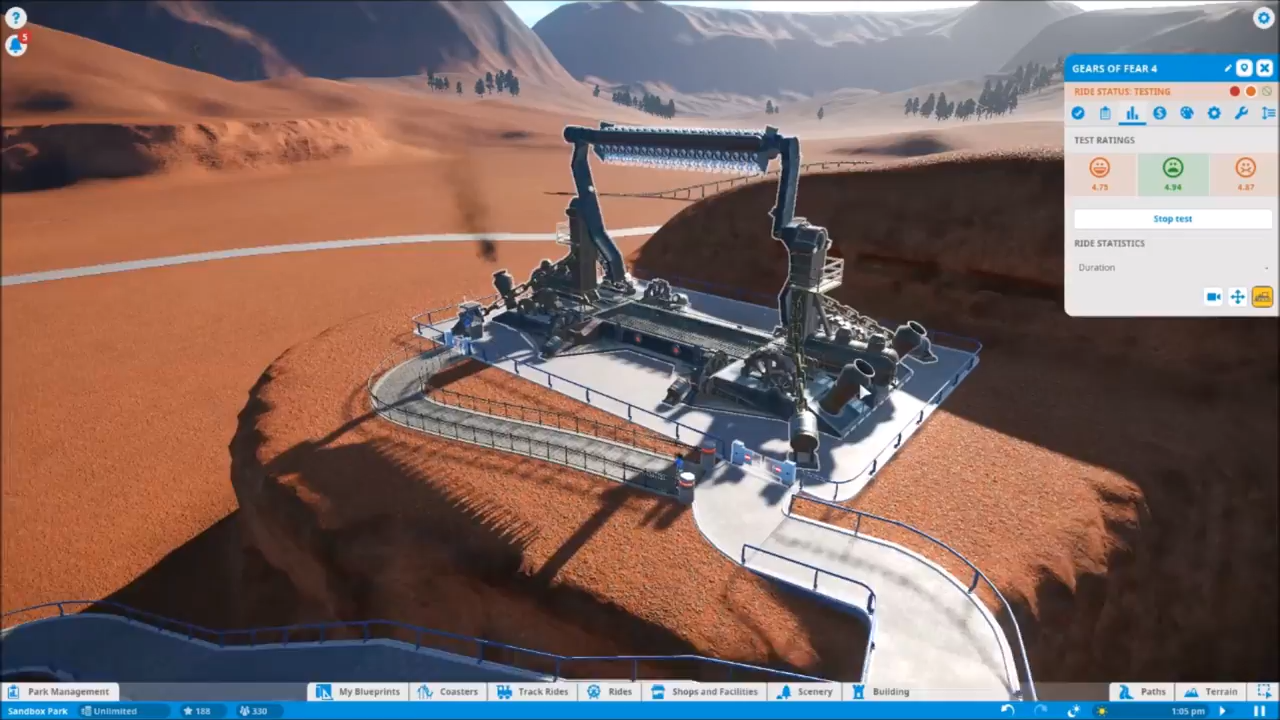 ?
5
GEARS OF FEAR 4
RIDE STATUS: TESTING
TEST RATINGS
4.75 4.94 4.87
Stop test
RIDE STATISTICS
Duration -
Park Management
My Blueprints Coasters Track Rides Rides Shops and Facilities Scenery Building
Paths Terrain
Sandbox Park Unlimited 188 330
1:05 pm